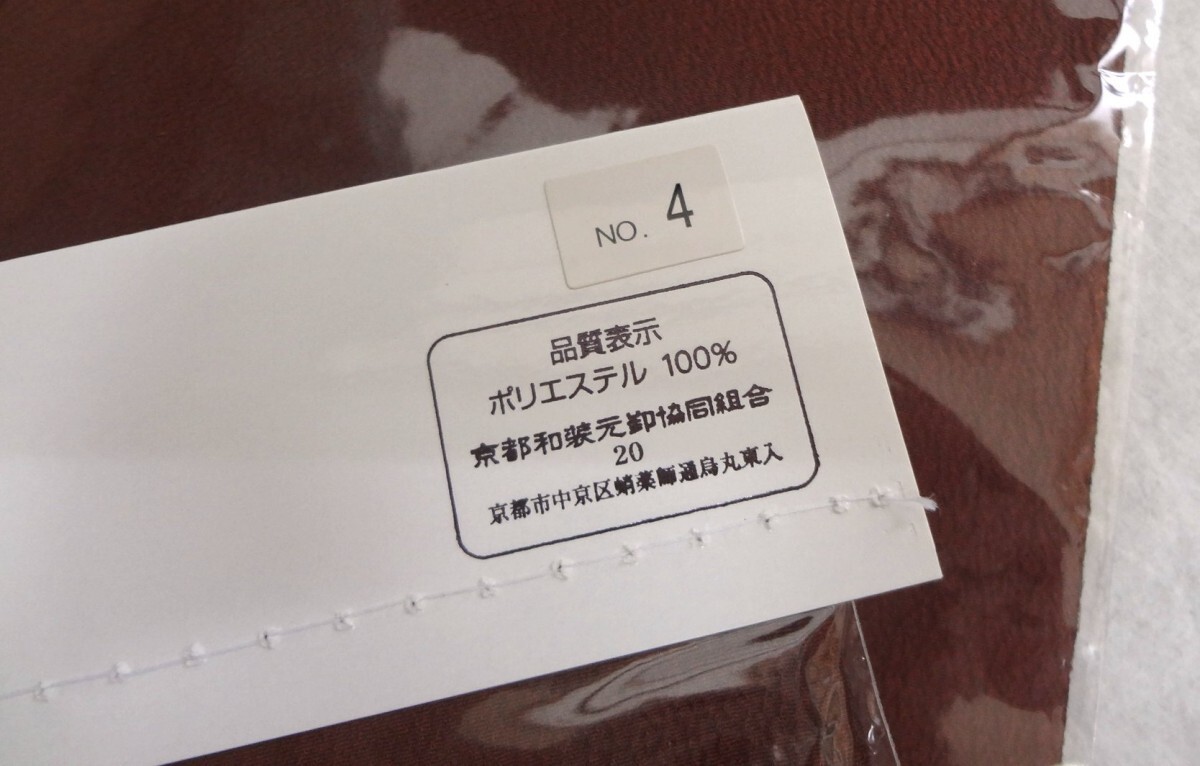 NO. 4
品質表示
ポリエステル 100%
京都和装元卸協同組合
20
京都市中京区蛸薬師通烏丸東入